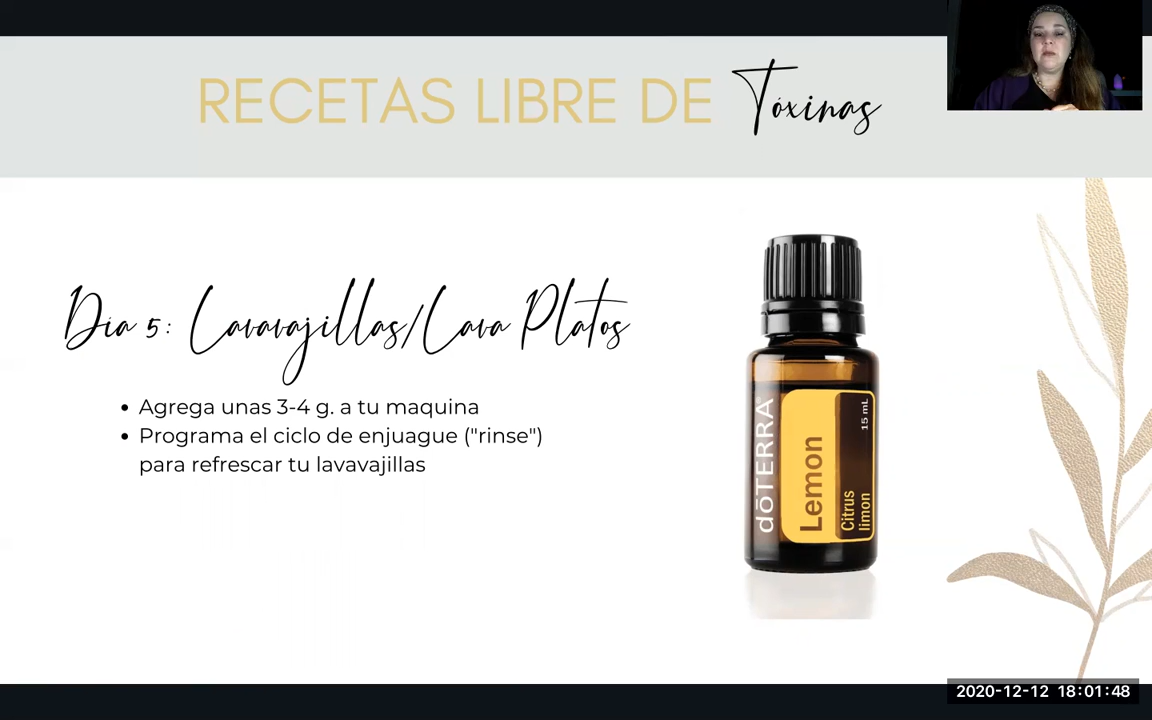 RECETAS LIBRE DE Tóxinas
Día 5: Lavavajillas/Lava Platos
• Agrega unas 3-4 g. a tu maquina
• Programa el ciclo de enjuague ("rinse")
para refrescar tu lavavajillas
dōTERRA®
Lemon
Citrus
limon
15 mL
2020-12-12 18:01:48